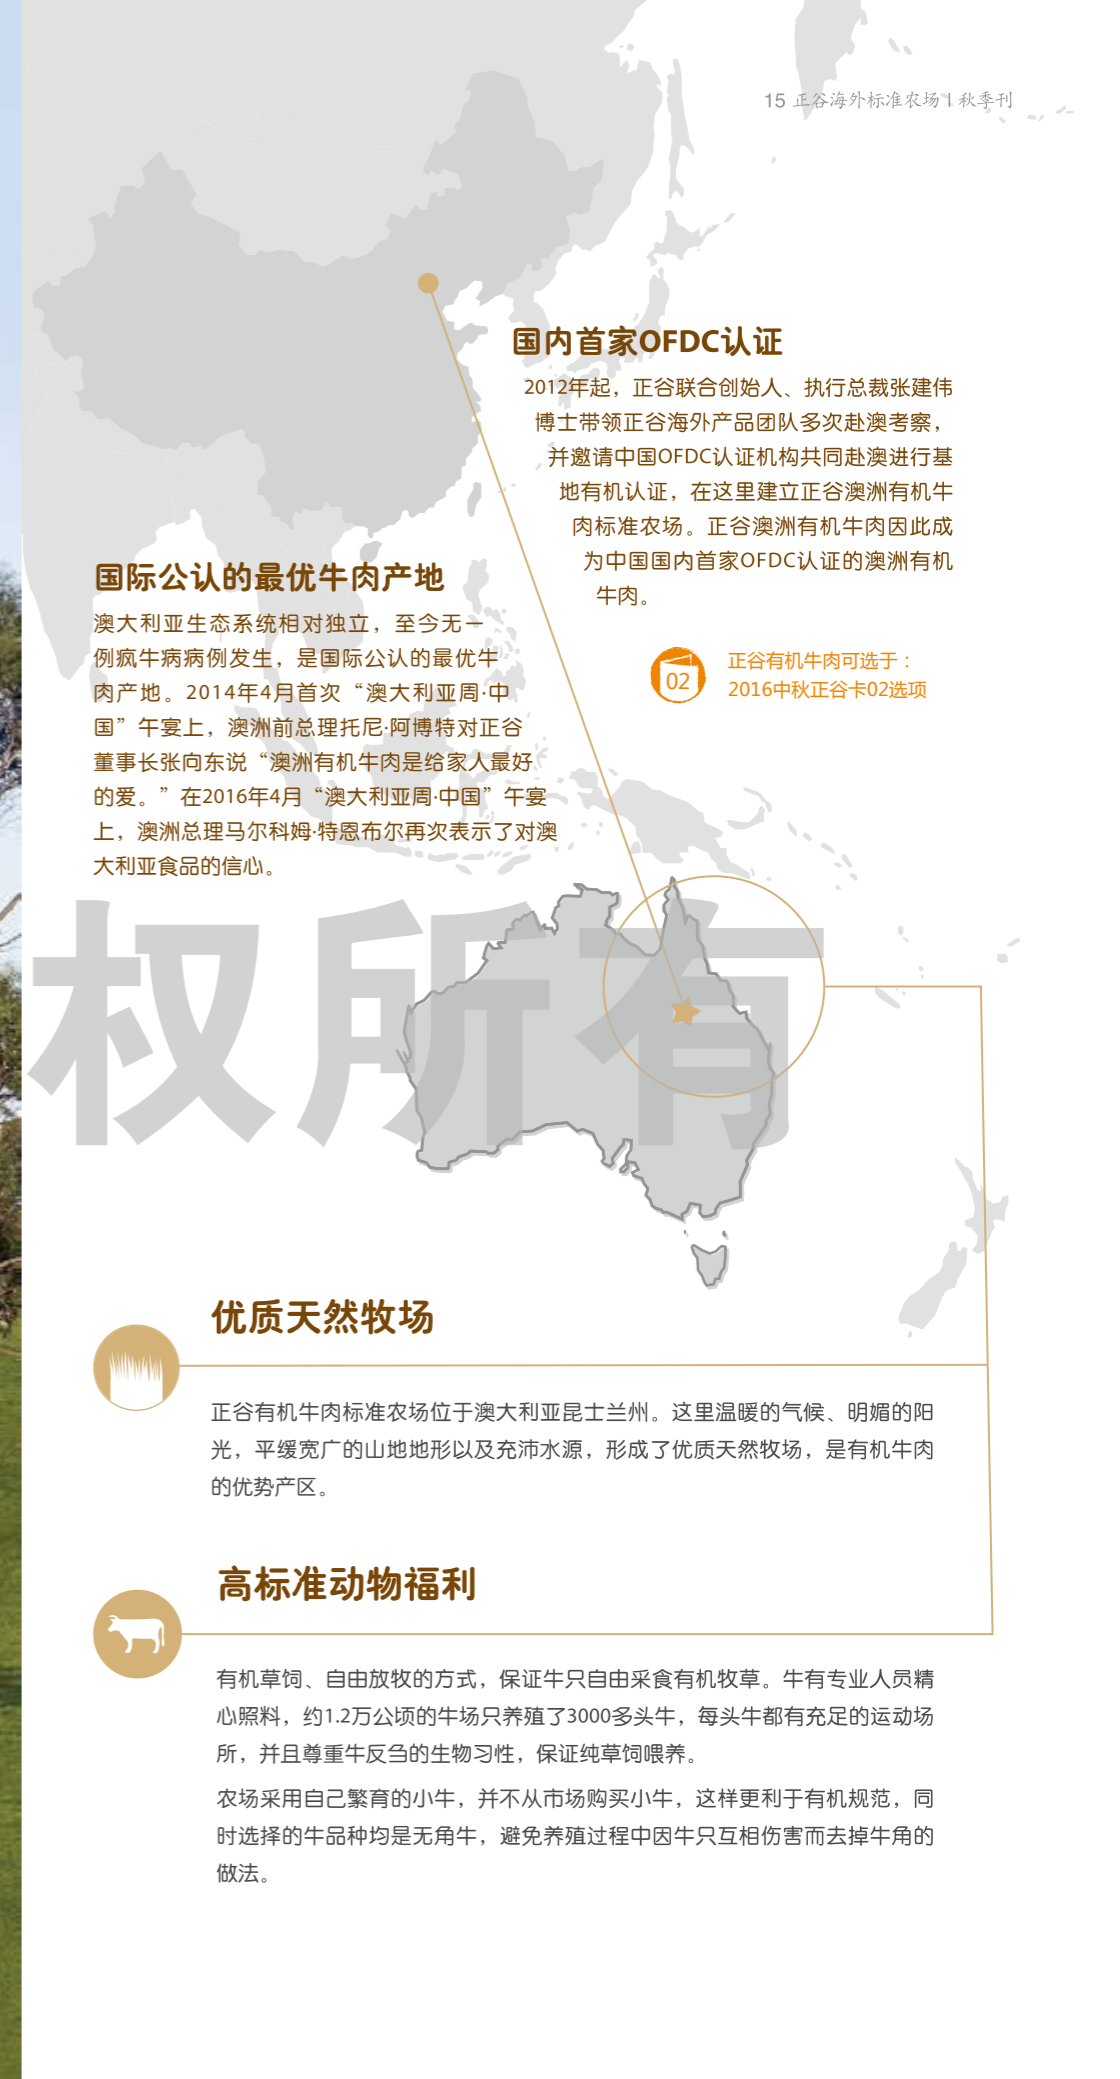 15 正谷海外标准农场 | 秋季刊
国内首家OFDC认证
2012年起，正谷联合创始人、执行总裁张建伟
博士带领正谷海外产品团队多次赴澳考察，
并邀请中国OFDC认证机构共同赴澳进行基
地有机认证，在这里建立正谷澳洲有机牛
肉标准农场。正谷澳洲有机牛肉因此成
为中国国内首家OFDC认证的澳洲有机
牛肉。
02
正谷有机牛肉可选于：
2016中秋正谷卡02选项
国际公认的最优牛肉产地
澳大利亚生态系统相对独立，至今无一
例疯牛病病例发生，是国际公认的最优牛
肉产地。2014年4月首次“澳大利亚周·中
国”午宴上，澳洲前总理托尼·阿博特对正谷
董事长张向东说“澳洲有机牛肉是给家人最好
的爱。”在2016年4月“澳大利亚周·中国”午宴
上，澳洲总理马尔科姆·特恩布尔再次表示了对澳
大利亚食品的信心。
权所有
优质天然牧场
正谷有机牛肉标准农场位于澳大利亚昆士兰州。这里温暖的气候、明媚的阳
光，平缓宽广的山地地形以及充沛水源，形成了优质天然牧场，是有机牛肉
的优势产区。
高标准动物福利
有机草饲、自由放牧的方式，保证牛只自由采食有机牧草。牛有专业人员精
心照料，约1.2万公顷的牛场只养殖了3000多头牛，每头牛都有充足的运动场
所，并且尊重牛反刍的生物习性，保证纯草饲喂养。
农场采用自己繁育的小牛，并不从市场购买小牛，这样更利于有机规范，同
时选择的牛品种均是无角牛，避免养殖过程中因牛只互相伤害而去掉牛角的
做法。